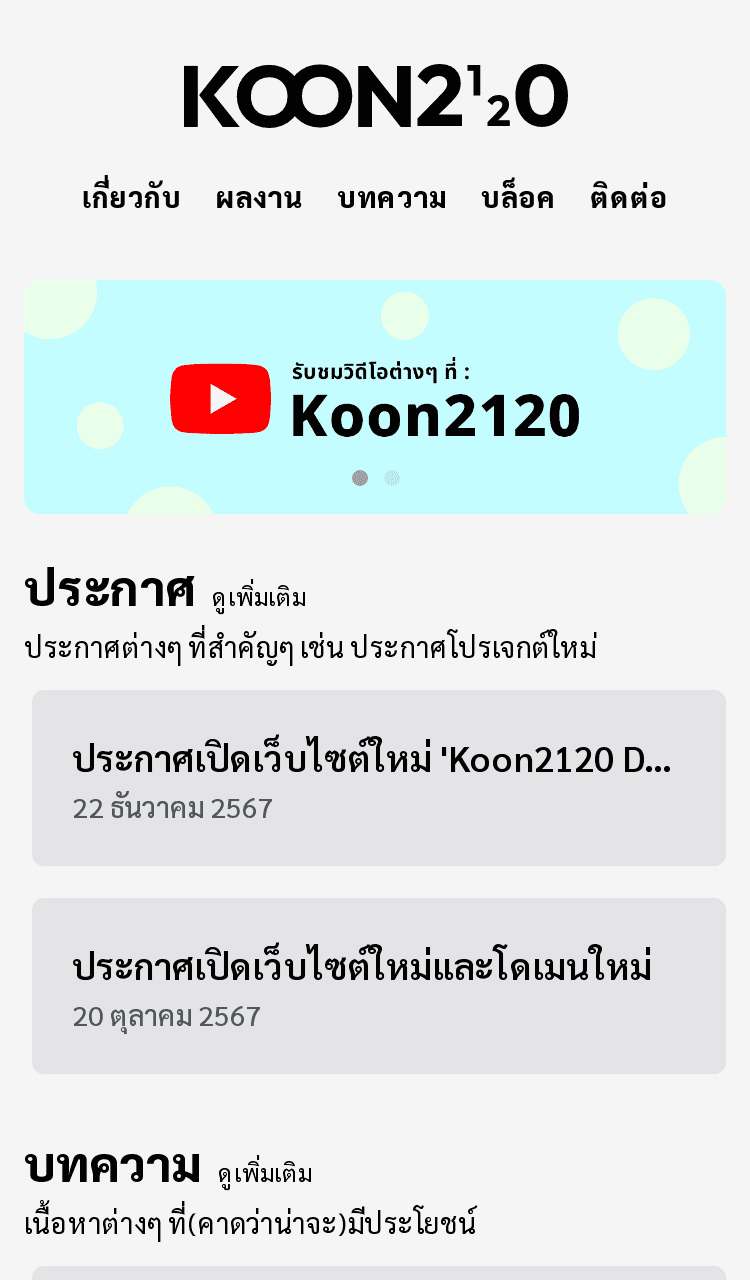 KOON2120
เกี่ยวกับ ผลงาน บทความ บล็อค ติดต่อ
รับชมวิดีโอต่างๆ ที่ :
Koon2120
ประกาศ ดูเพิ่มเติม
ประกาศต่างๆ ที่สำคัญๆ เช่น ประกาศโปรเจกต์ใหม่
ประกาศเปิดเว็บไซต์ใหม่ 'Koon2120 D...
22 ธันวาคม 2567
ประกาศเปิดเว็บไซต์ใหม่และโดเมนใหม่
20 ตุลาคม 2567
บทความ ดูเพิ่มเติม
เนื้อหาต่างๆ ที่(คาดว่าน่าจะ)มีประโยชน์